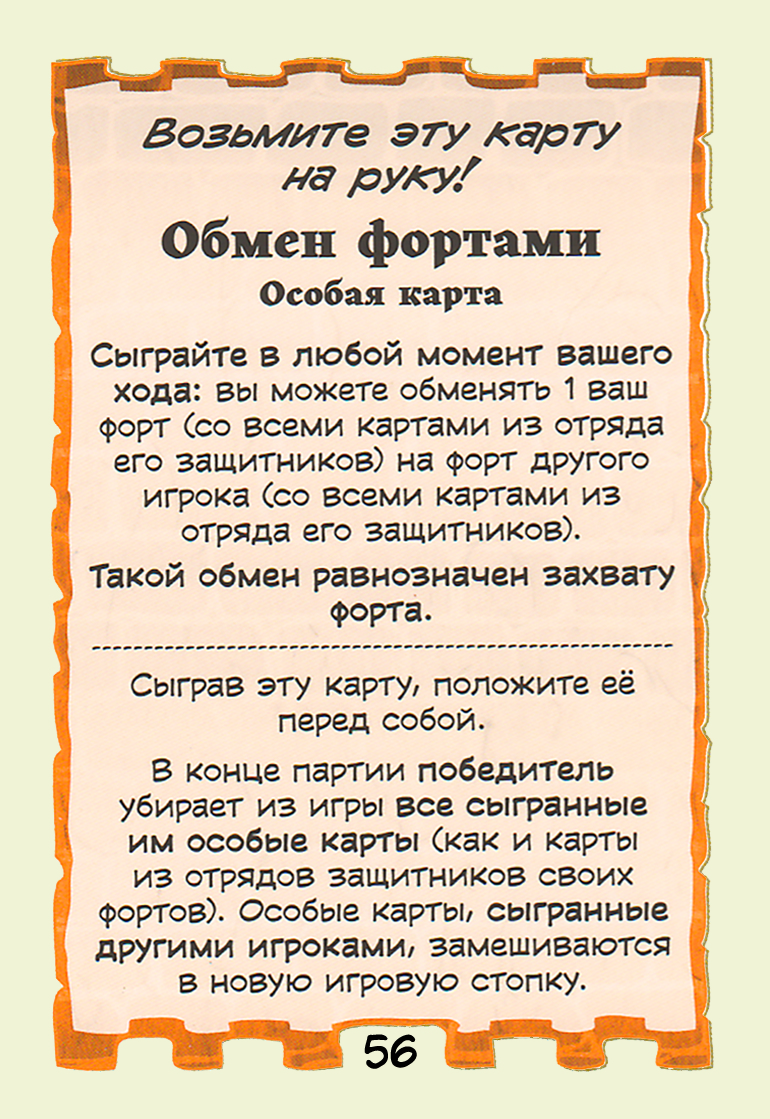 Возьмите эту карту
на руку!
Обмен фортами
Особая карта
Сыграйте в любой момент вашего
хода: вы можете обменять 1 ваш
форт (со всеми картами из отряда
его защитников) на форт другого
игрока (со всеми картами из
отряда его защитников).
Такой обмен равнозначен захвату
форта.
Сыграв эту карту, положите её
перед собой.
В конце партии победитель
убирает из игры все сыгранные
им особые карты (как и карты
из отрядов защитников своих
фортов). Особые карты, сыгранные
другими игроками, замешиваются
в новую игровую стопку.
56